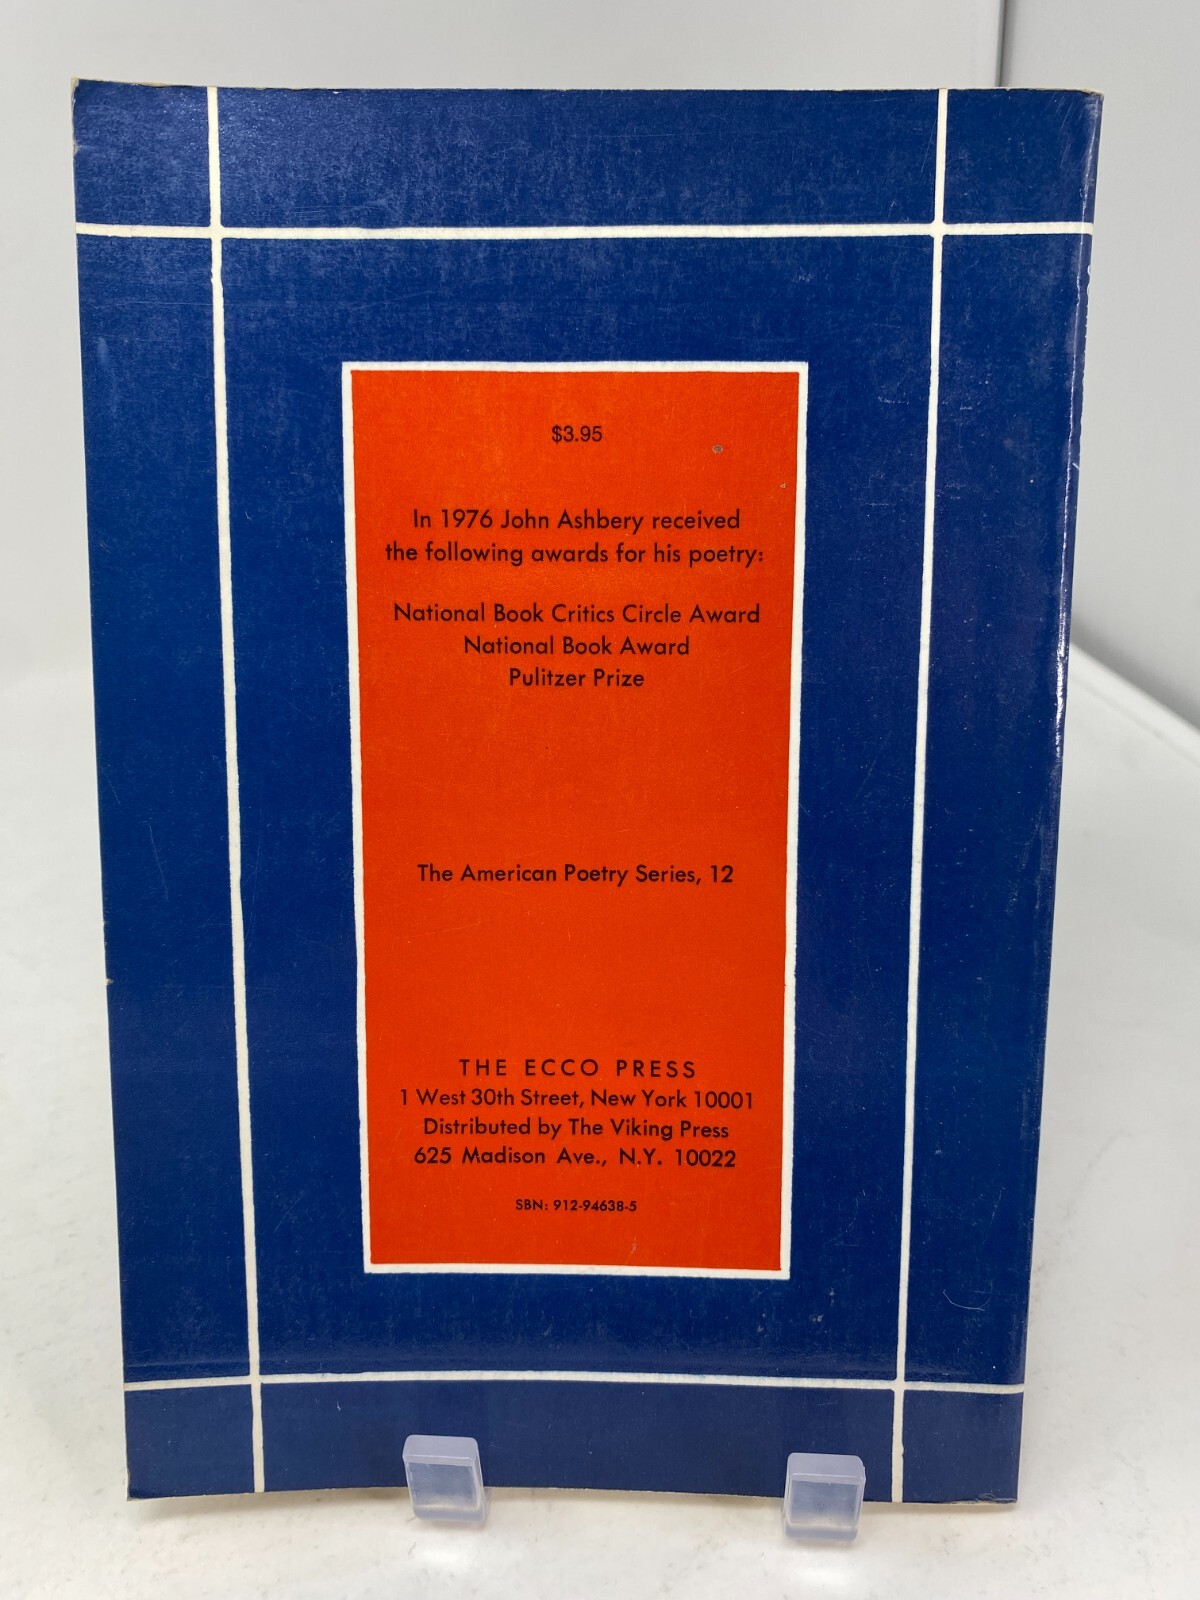 $3.95
In 1976 John Ashbery received
the following awards for his poetry:
National Book Critics Circle Award
National Book Award
Pulitzer Prize
The American Poetry Series, 12
THE ECCO PRESS
1 West 30th Street, New York 10001
Distributed by The Viking Press
625 Madison Ave., N.Y. 10022
SBN: 912-94638-5